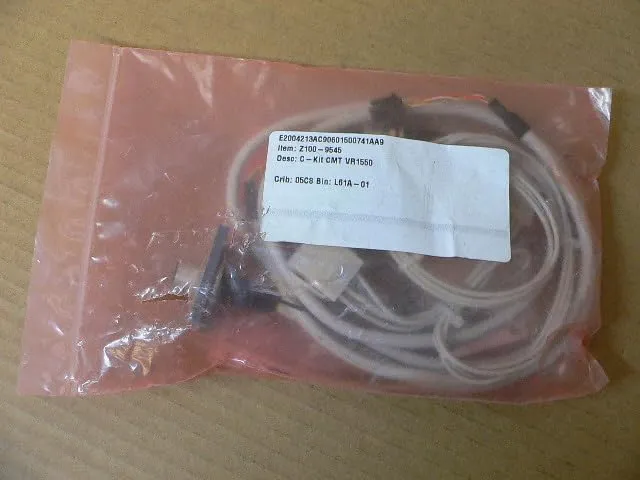 E2004213AC90601500741AA9
Item: Z100-9545
Desc: C-Kit CMT VR1550
Crib: 05C8 Bin: L61A-01